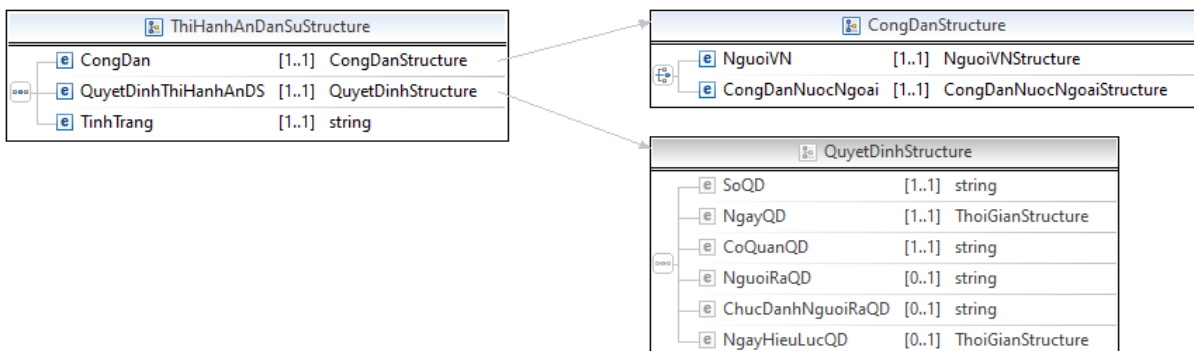 ThiHanhAnDanSuStructure
e CongDan [1..1] CongDanStructure
e QuyetDinhThiHanhAnDS [1..1] QuyetDinhStructure
e TinhTrang [1..1] string
CongDanStructure
e NguoiVN [1..1] NguoiVNStructure
e CongDanNuocNgoai [1..1] CongDanNuocNgoaiStructure
QuyetDinhStructure
e SoQD [1..1] string
e NgayQD [1..1] ThoiGianStructure
e CoQuanQD [1..1] string
e NguoiRaQD [0..1] string
e ChucDanhNguoiRaQD [0..1] string
e NgayHieuLucQD [0..1] ThoiGianStructure